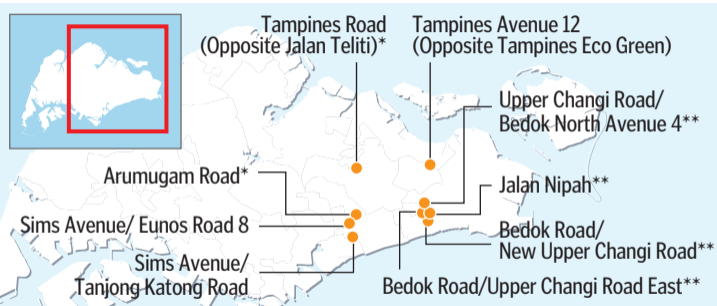 Tampines Road
(Opposite Jalan Teliti)*
Tampines Avenue 12
(Opposite Tampines Eco Green)
Upper Changi Road/
Bedok North Avenue 4**
Arumugam Road*
Jalan Nipah**
Sims Avenue/ Eunos Road 8
Bedok Road/
New Upper Changi Road**
Sims Avenue/
Tanjong Katong Road
Bedok Road/Upper Changi Road East**